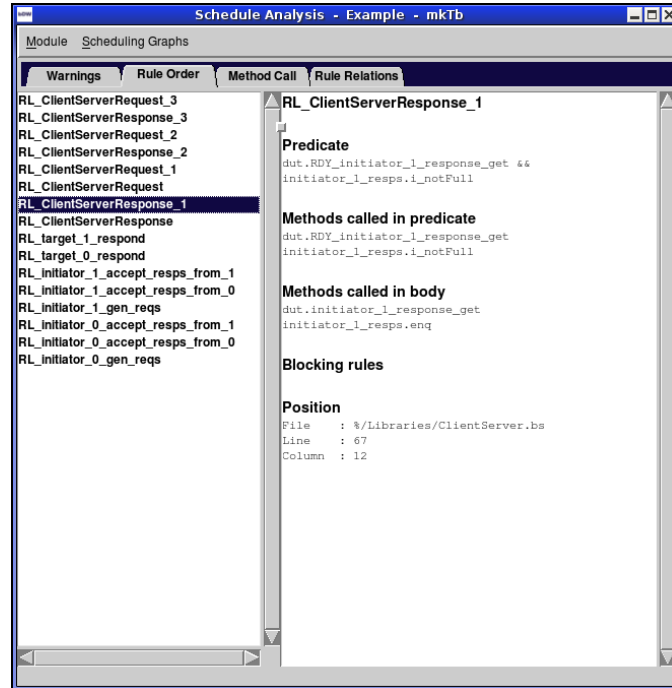 Schedule Analysis - Example - mkTb
Module Scheduling Graphs
Warnings Rule Order Method Call Rule Relations
RL_ClientServerRequest_3
RL_ClientServerResponse_3
RL_ClientServerRequest_2
RL_ClientServerResponse_2
RL_ClientServerRequest_1
RL_ClientServerRequest
RL_ClientServerResponse_1
RL_ClientServerResponse
RL_target_1_respond
RL_target_0_respond
RL_initiator_1_accept_resps_from_1
RL_initiator_1_accept_resps_from_0
RL_initiator_1_gen_reqs
RL_initiator_0_accept_resps_from_1
RL_initiator_0_accept_resps_from_0
RL_initiator_0_gen_reqs
RL_ClientServerResponse_1
Predicate
dut.RDY_initiator_1_response_get &&
initiator_1_resps.i_notFull
Methods called in predicate
dut.RDY_initiator_1_response_get
initiator_1_resps.i_notFull
Methods called in body
dut.initiator_1_response_get
initiator_1_resps.enq
Blocking rules
Position
File : %/Libraries/ClientServer.bs
Line : 67
Column : 12